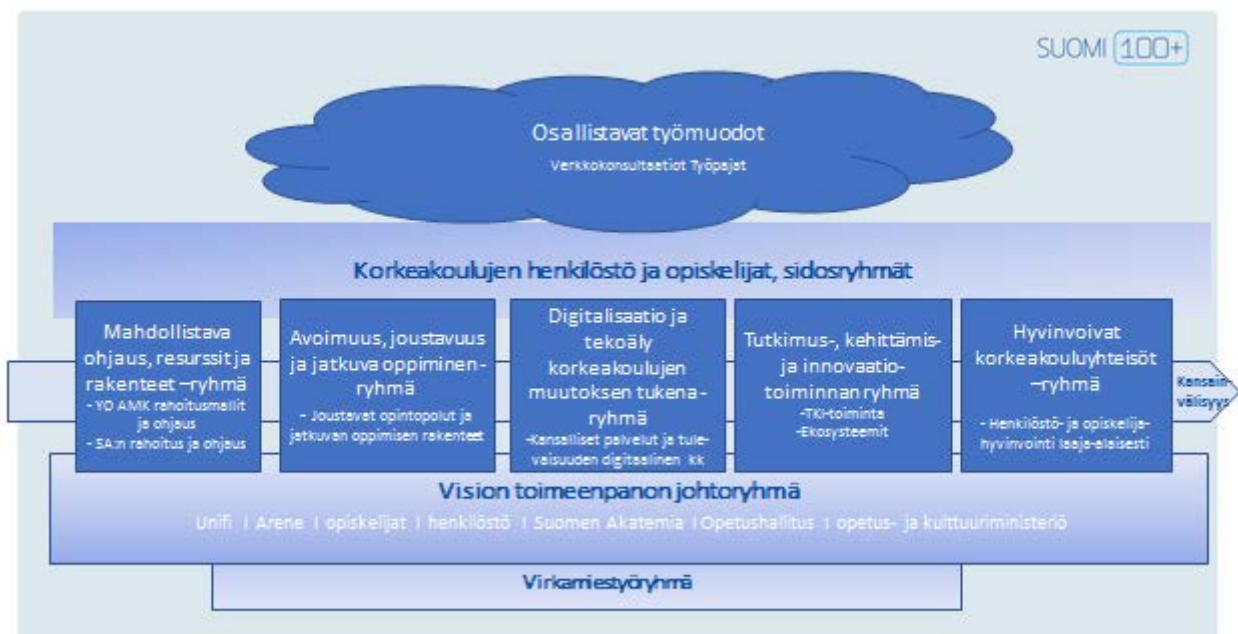 SUOMI 100+
Osallistavat työmuodot
Verkkokonsultaatiot Työpajat
Korkeakoulujen henkilöstö ja opiskelijat, sidosryhmät
Mahdollistava
ohjaus, resurssit ja
rakenteet –ryhmä
- YO AMK rahoitusmallit
ja ohjaus
- SA:n rahoitus ja ohjaus
Avoimuus, joustavuus
ja jatkuva oppiminen-
ryhmä
- Joustavat opintopolut ja
jatkuvan oppimisen rakenteet
Digitalisaatio ja
tekoäly
korkeakoulujen
muutoksen tukena-
ryhmä
-Kansalliset palvelut ja tule-
vaisuuden digitaalinen kk
Tutkimus-, kehittämis-
ja innovaatio-
toiminnan ryhmä
-TKI-toiminta
-Ekosysteemit
Hyvinvoivat
korkeakouluyhteisöt
–ryhmä
- Henkilöstö- ja opiskelija-
hyvinvointi laaja-alaisesti
Kansain-
välisyys
Vision toimeenpanon johtoryhmä
Unifi I Arene I opiskelijat I henkilöstö I Suomen Akatemia I Opetushallitus I opetus- ja kulttuuriministeriö
Virkamiestyöryhmä